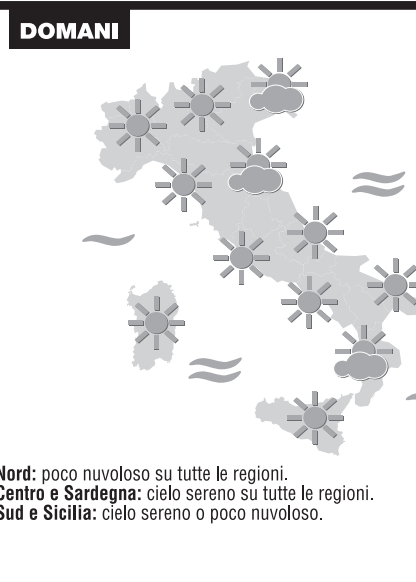 DOMANI
Nord: poco nuvoloso su tutte le regioni.
Centro e Sardegna: cielo sereno su tutte le regioni.
Sud e Sicilia: cielo sereno o poco nuvoloso.